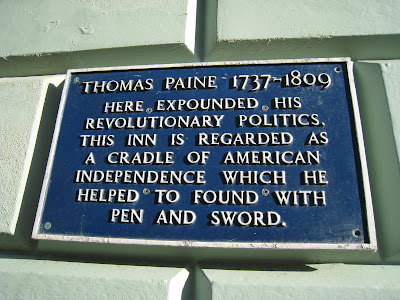 THOMAS PAINE 1737-1809
HERE EXPOUNDED HIS
REVOLUTIONARY POLITICS.
THIS INN IS REGARDED AS
A CRADLE OF AMERICAN
INDEPENDENCE WHICH HE
HELPED TO FOUND WITH
PEN AND SWORD.